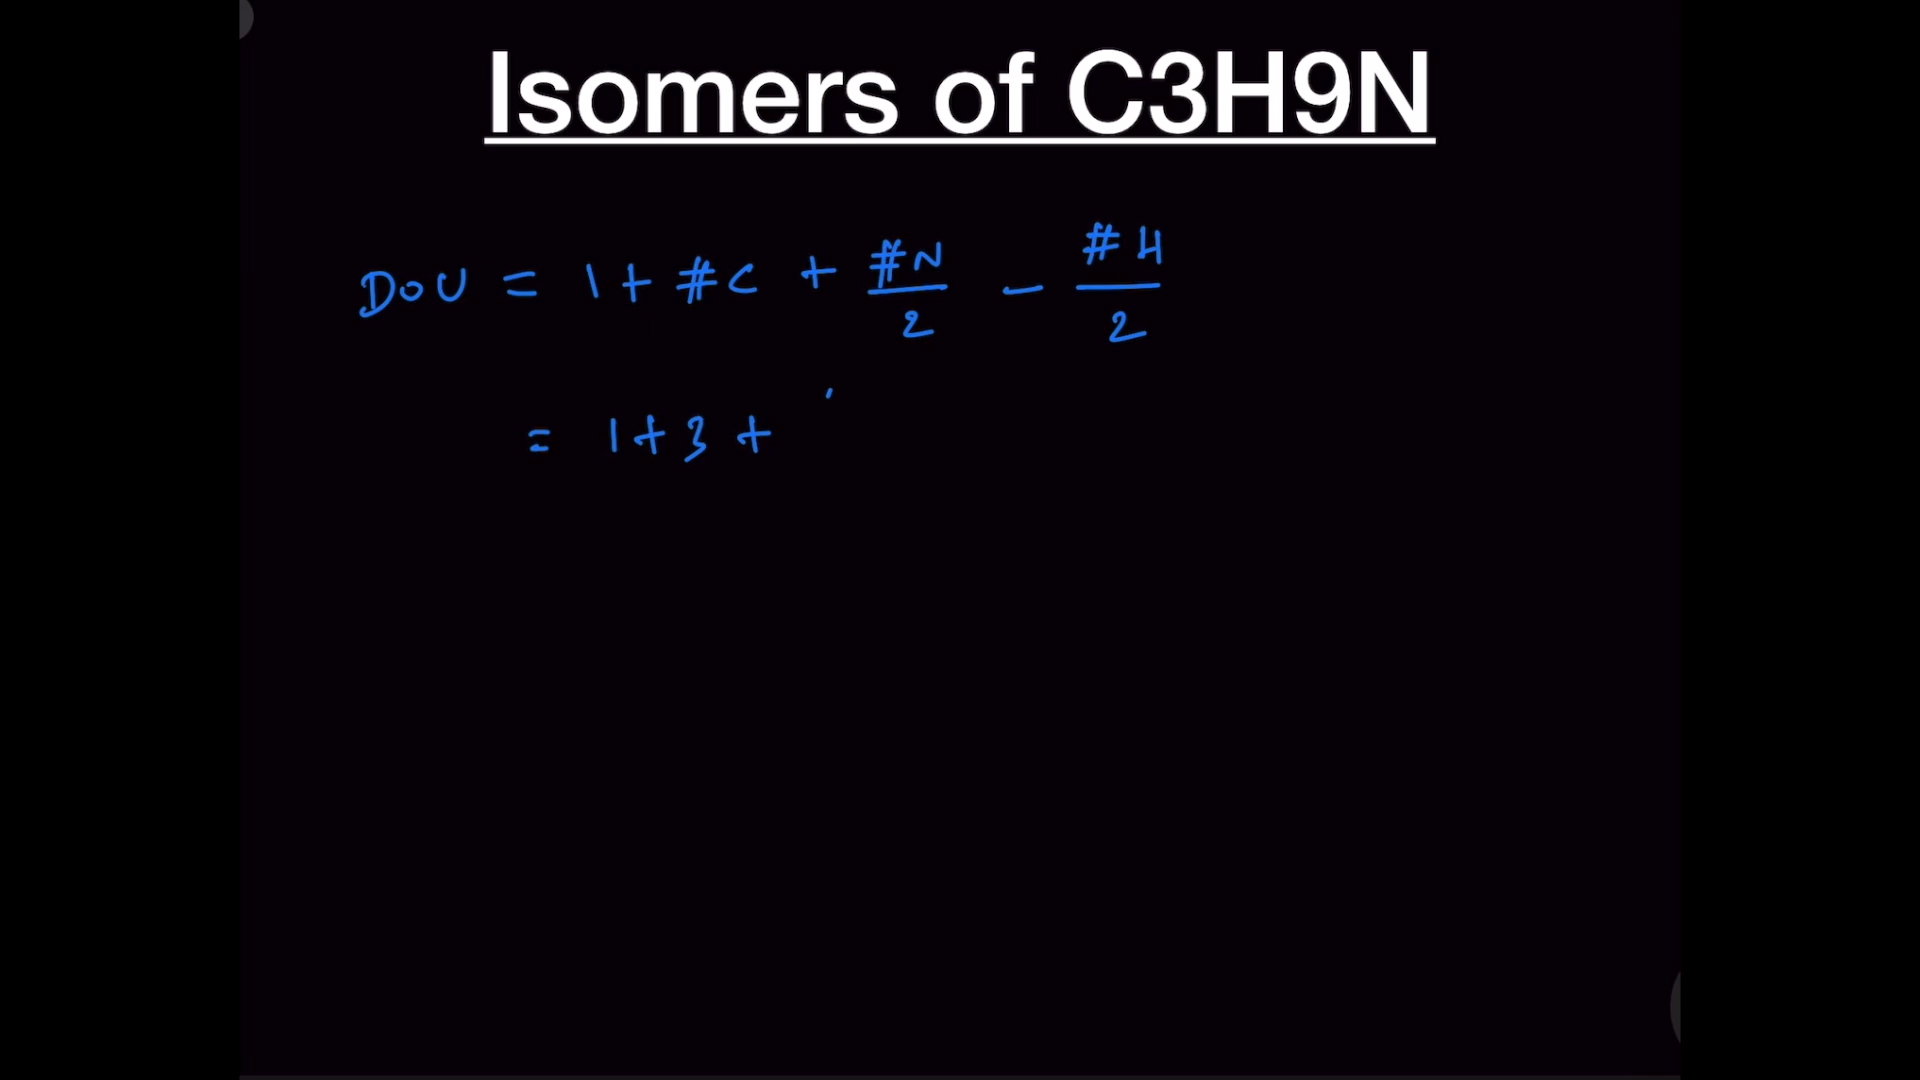 Isomers of C3H9N
DoU = 1 + #C + #N/2 - #H/2
= 1 + 3 +